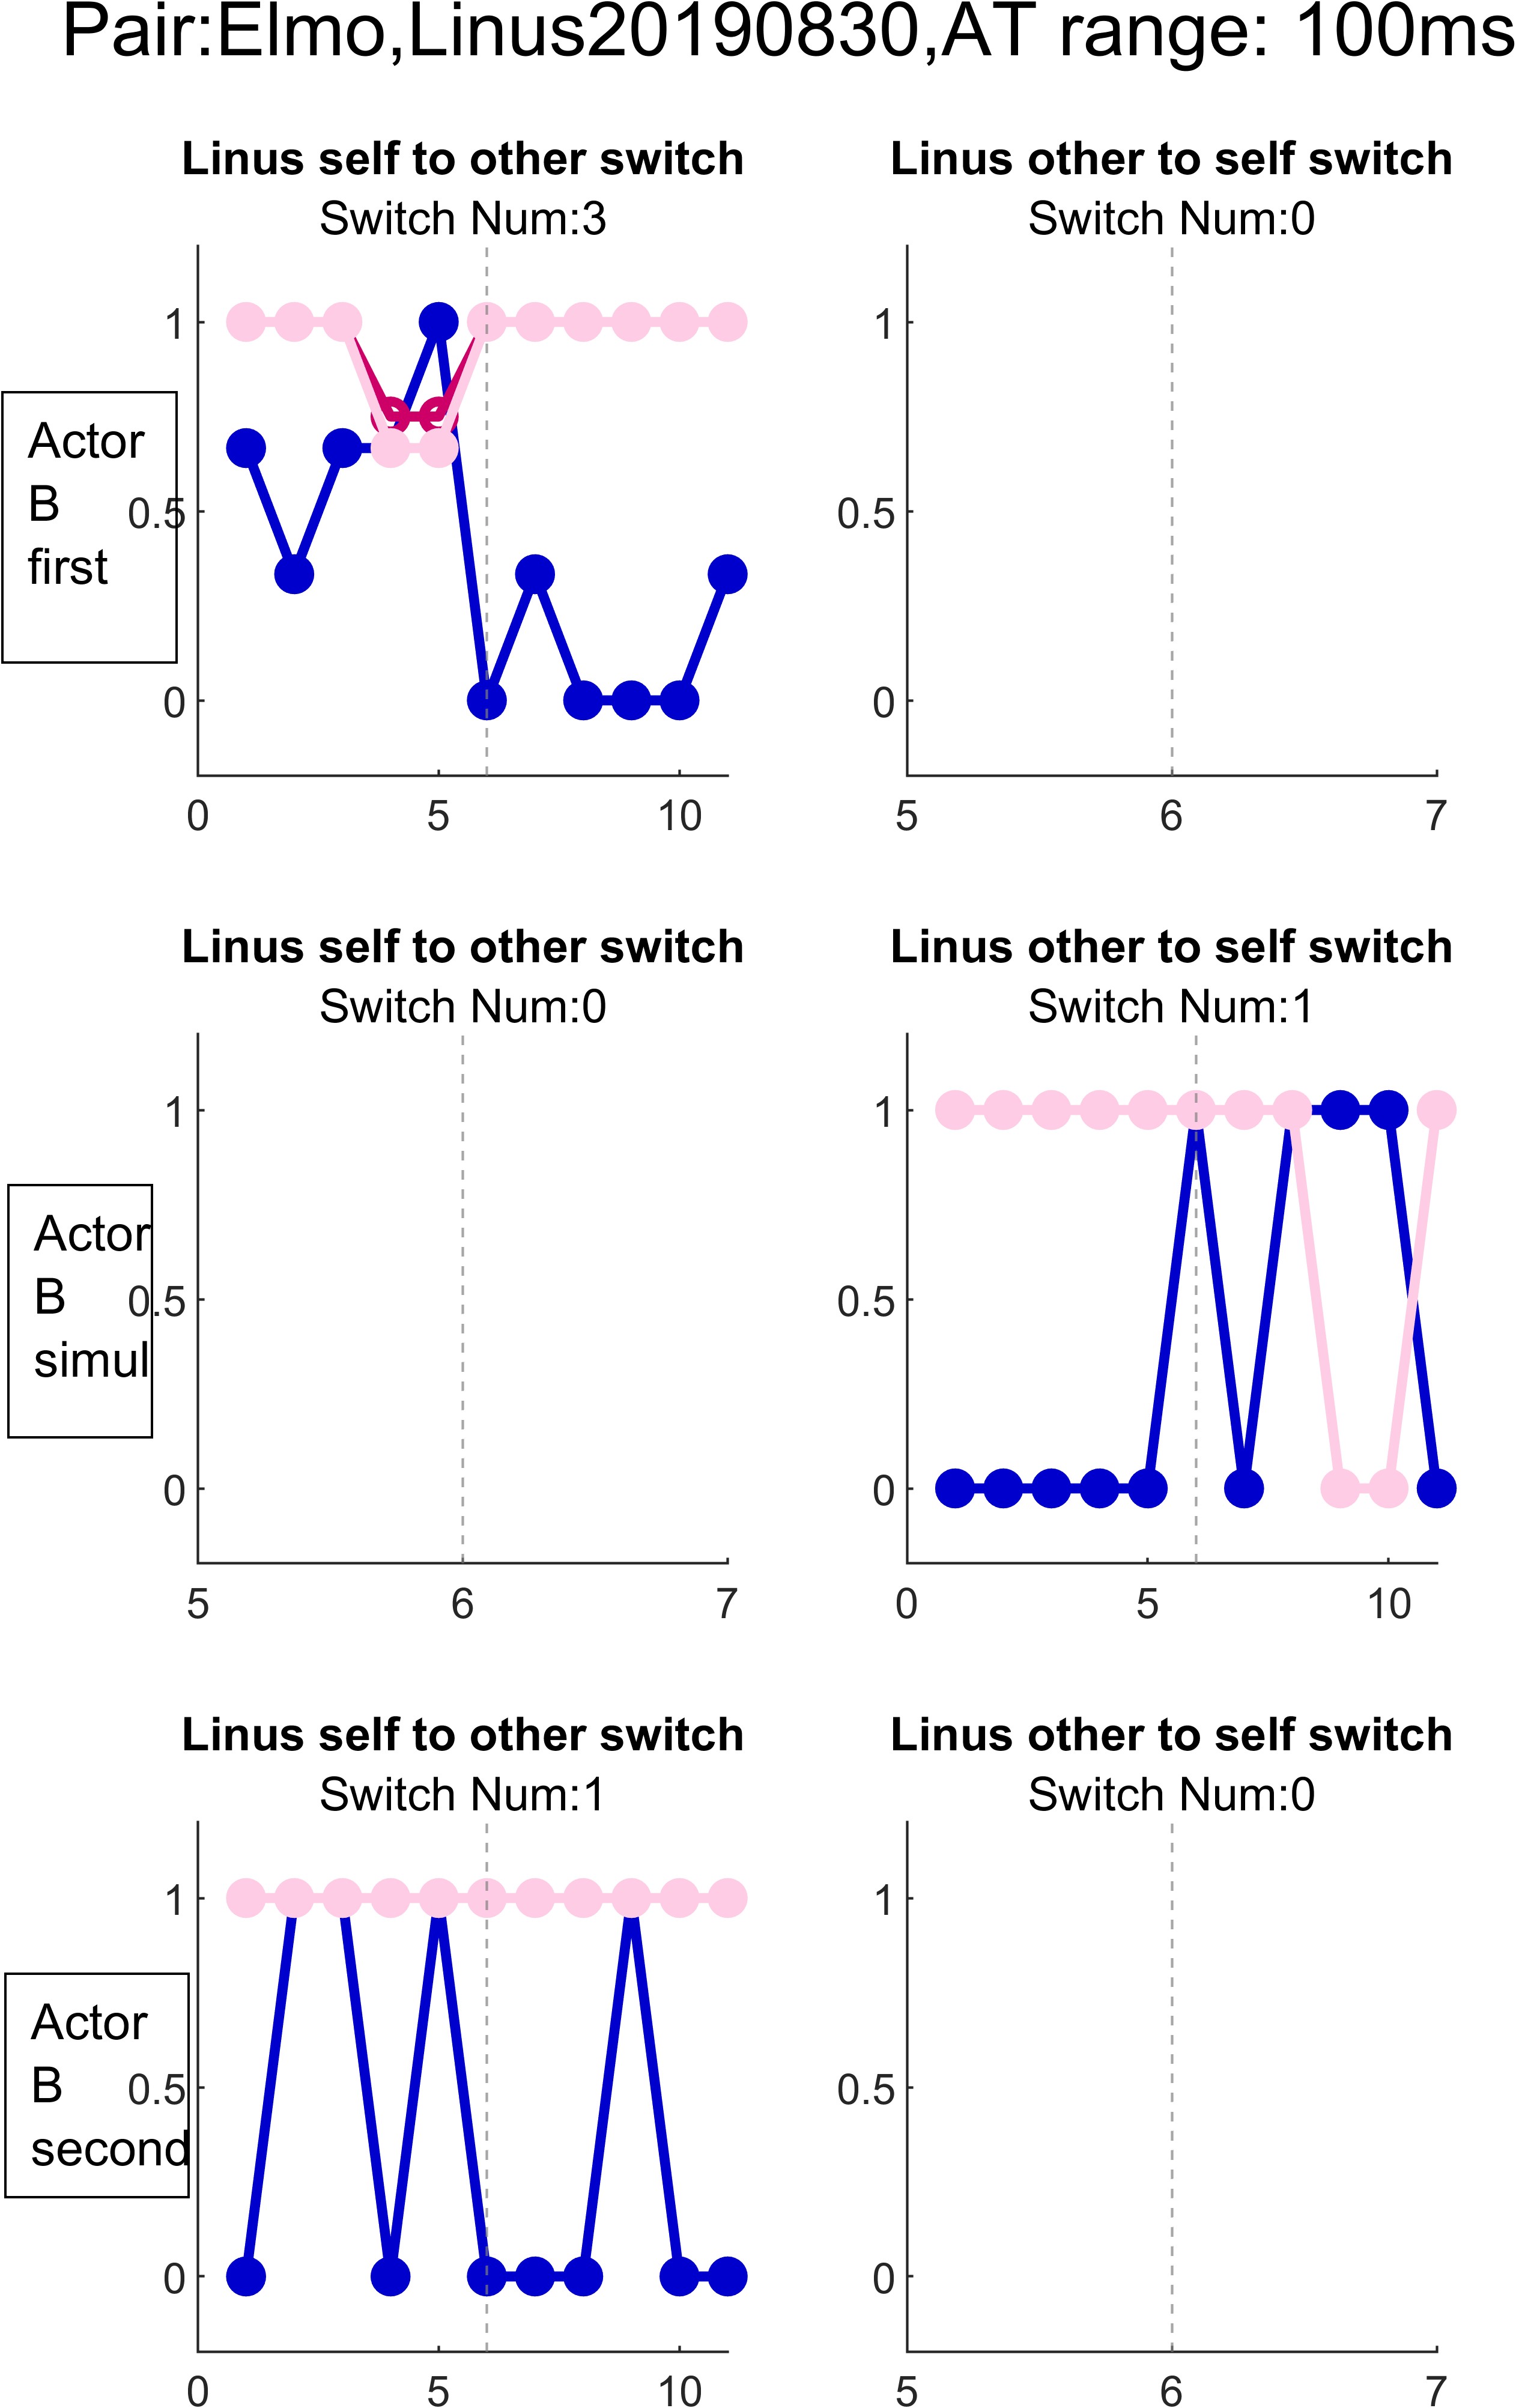 Pair:Elmo,Linus20190830,AT range: 100ms
Linus self to other switch
Switch Num:3
1
0.5
0
0
5
10
Actor
B
first
Linus other to self switch
Switch Num:0
1
0.5
0
5
6
7
Linus self to other switch
Switch Num:0
1
0.5
0
5
6
7
Actor
B
simul
Linus other to self switch
Switch Num:1
1
0.5
0
0
5
10
Linus self to other switch
Switch Num:1
1
0.5
0
0
5
10
Actor
B
second
Linus other to self switch
Switch Num:0
1
0.5
0
5
6
7